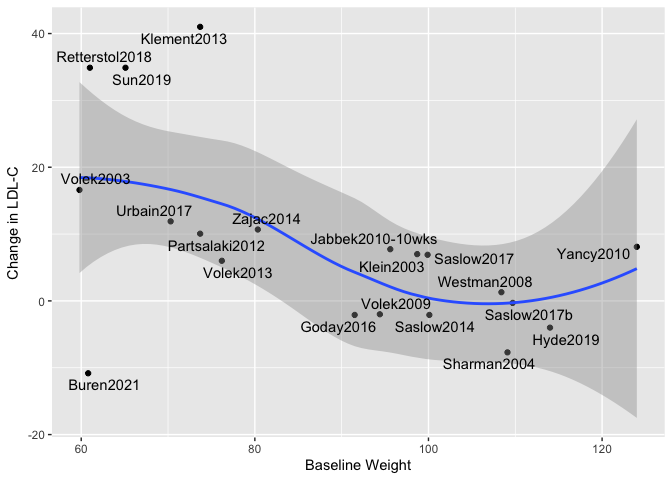 40
Klement2013
Retterstol2018
Sun2019
20
Volek2003
Urbain2017
Zajac2014
Partsalaki2012
Jabbek2010-10wks
Saslow2017
Yancy2010
Klein2003
Volek2013
Westman2008
0
Volek2009
Saslow2017b
Goday2016
Saslow2014
Hyde2019
Sharman2004
Buren2021
-20
Change in LDL-C
60
80
100
120
Baseline Weight